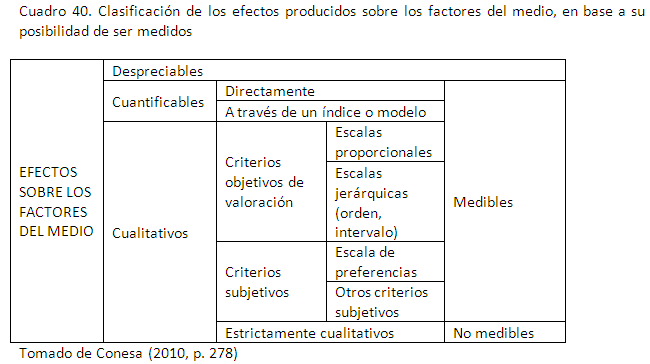 Cuadro 40. Clasificación de los efectos producidos sobre los factores del medio, en base a su
posibilidad de ser medidos
EFECTOS
SOBRE LOS
FACTORES
DEL MEDIO
Despreciables
Cuantificables
Directamente
A través de un índice o modelo
Cualitativos
Criterios
objetivos de
valoración
Escalas
proporcionales
Escalas
jerárquicas
(orden,
intervalo)
Criterios
subjetivos
Escala de
preferencias
Otros criterios
subjetivos
Medibles
Estrictamente cualitativos
No medibles
Tomado de Conesa (2010, p. 278)